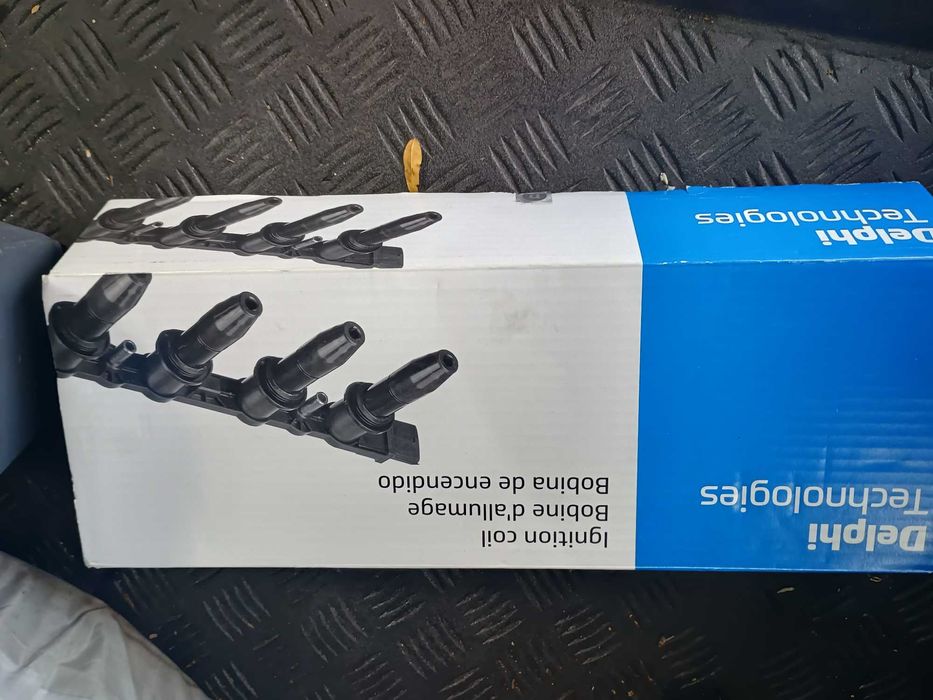 Delphi
Technologies
Ignition coil
Bobine d'allumage
Bobina de encendido
Delphi
Technologies